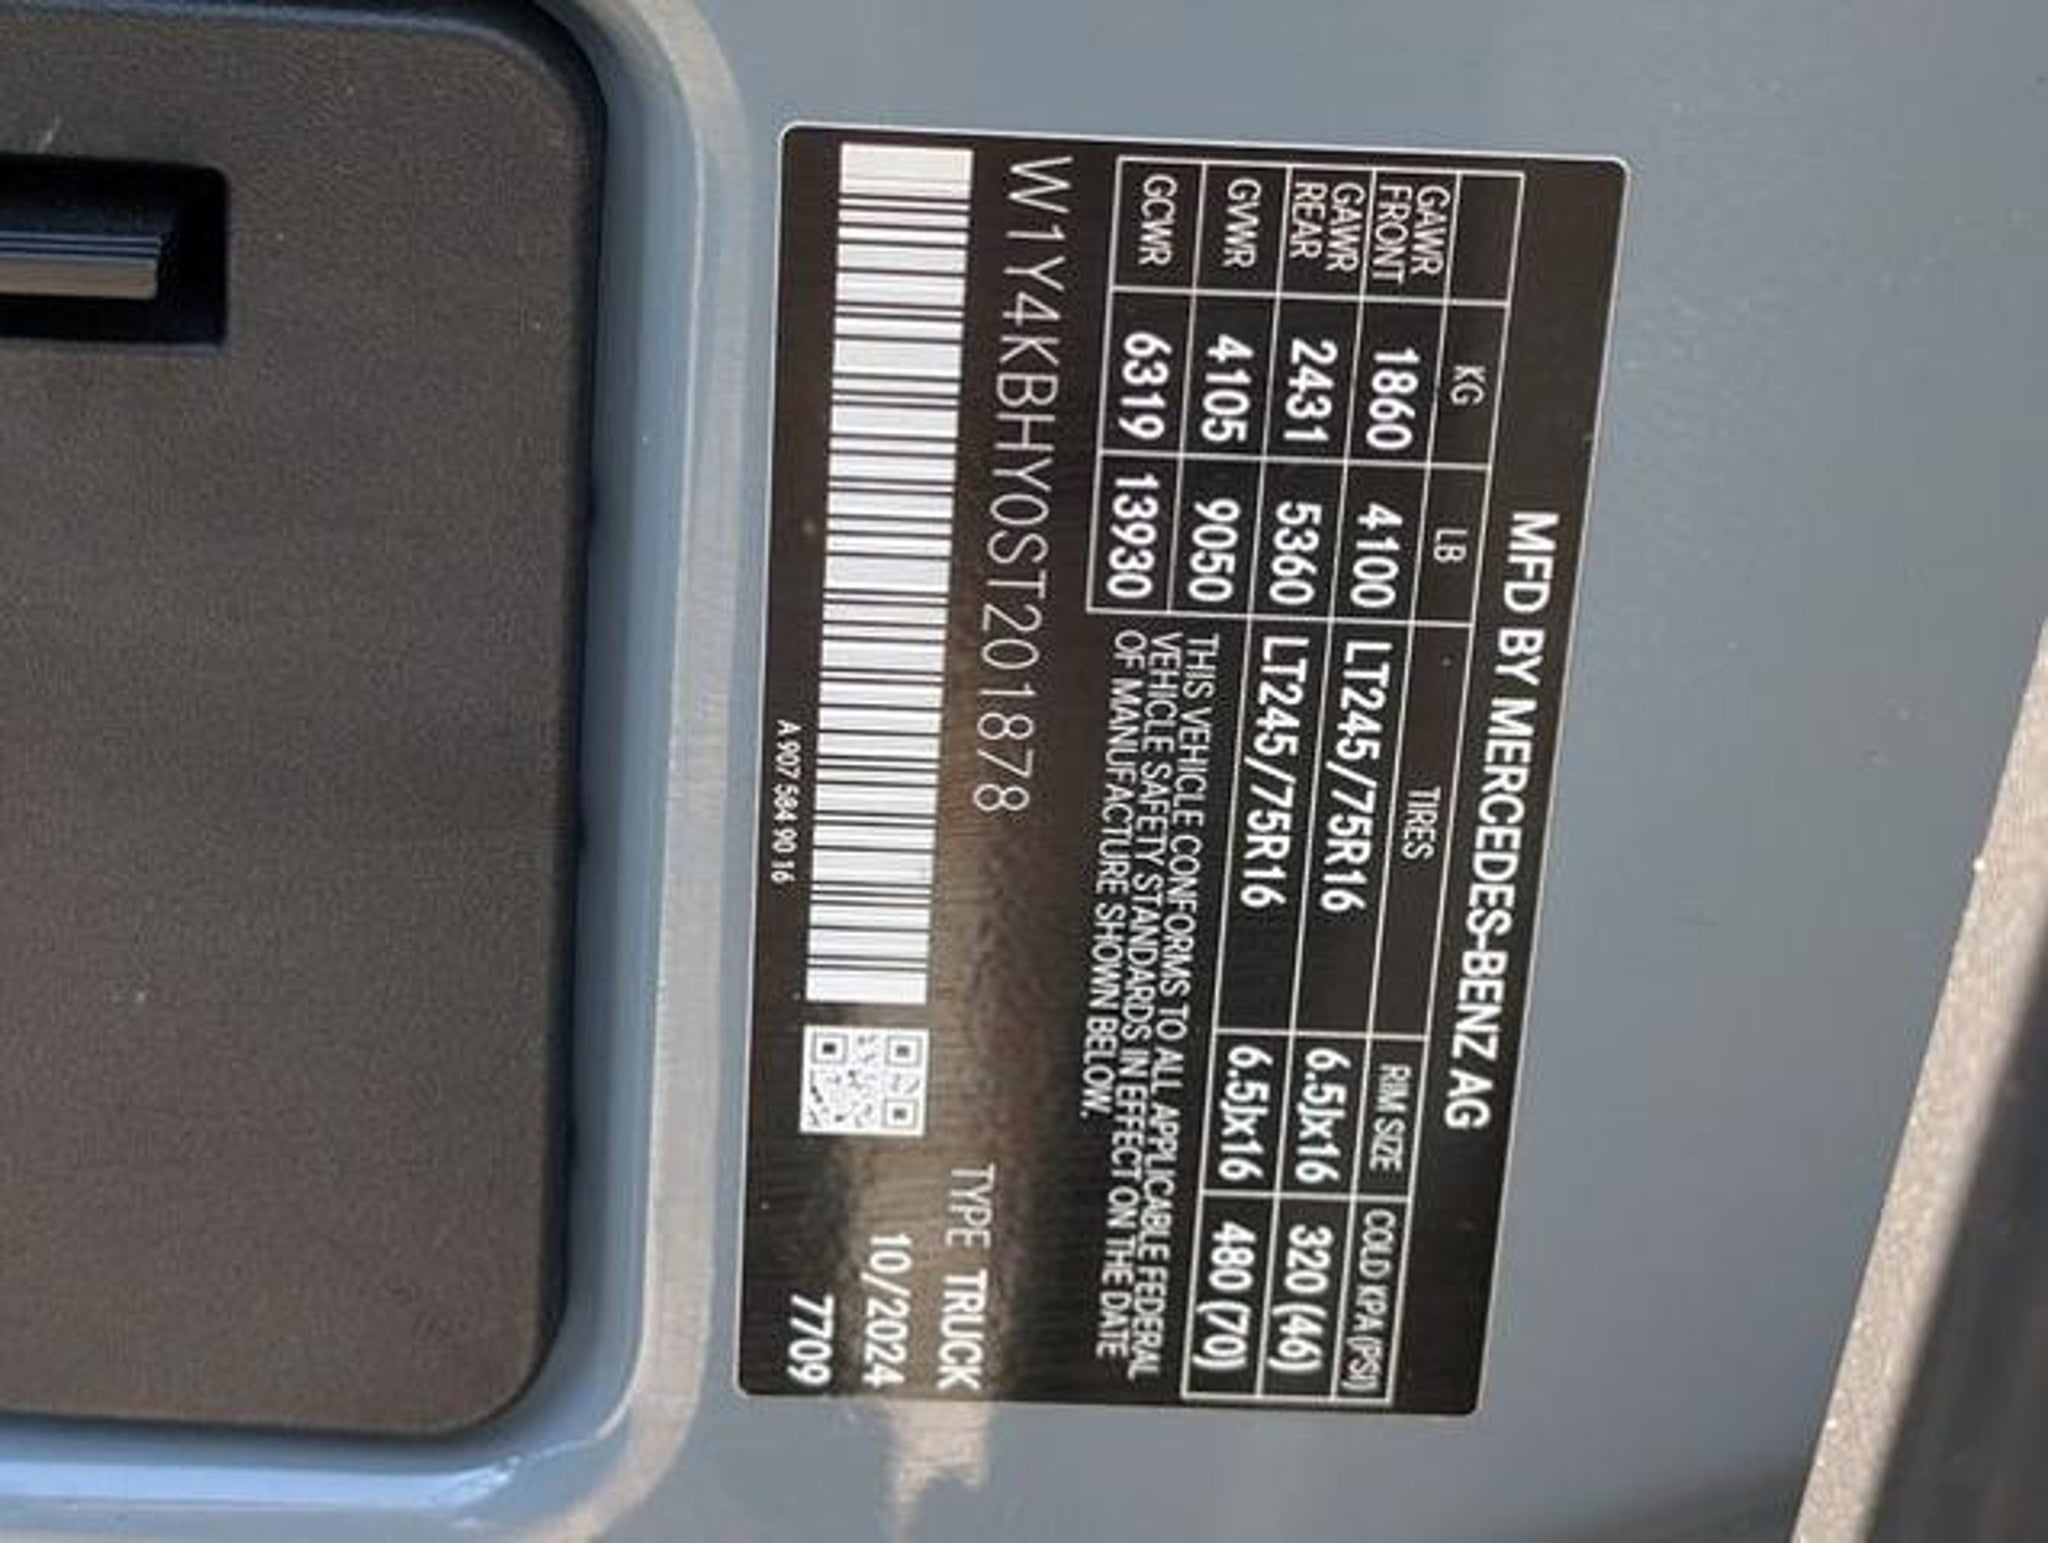 MFD BY MERCEDES-BENZ AG
KG LB TIRES RIM SIZE COLD KPA (PSI)
GAWR FRONT 1860 4100 LT245/75R16 6.5Jx16 320 (46)
GAWR REAR 2431 5360 LT245/75R16 6.5Jx16 480 (70)
GVWR 4105 9050
GCWR 6319 13930
THIS VEHICLE CONFORMS TO ALL APPLICABLE FEDERAL
VEHICLE SAFETY STANDARDS IN EFFECT ON THE DATE
OF MANUFACTURE SHOWN BELOW.
W1Y4KBHY0ST201878
TYPE TRUCK
10/2024
A 907 584 90 16
7709